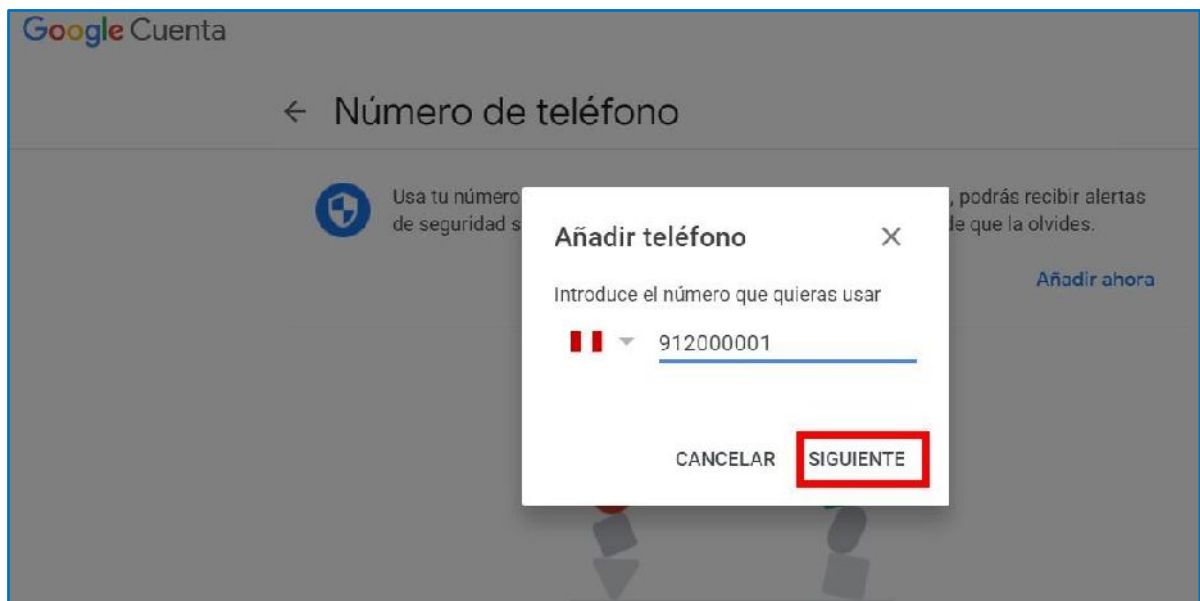 Google Cuenta
← Número de teléfono
Usa tu número
, podrás recibir alertas
de seguridad s
de que la olvides.
Añadir ahora
Añadir teléfono
Introduce el número que quieras usar
912000001
CANCELAR SIGUIENTE